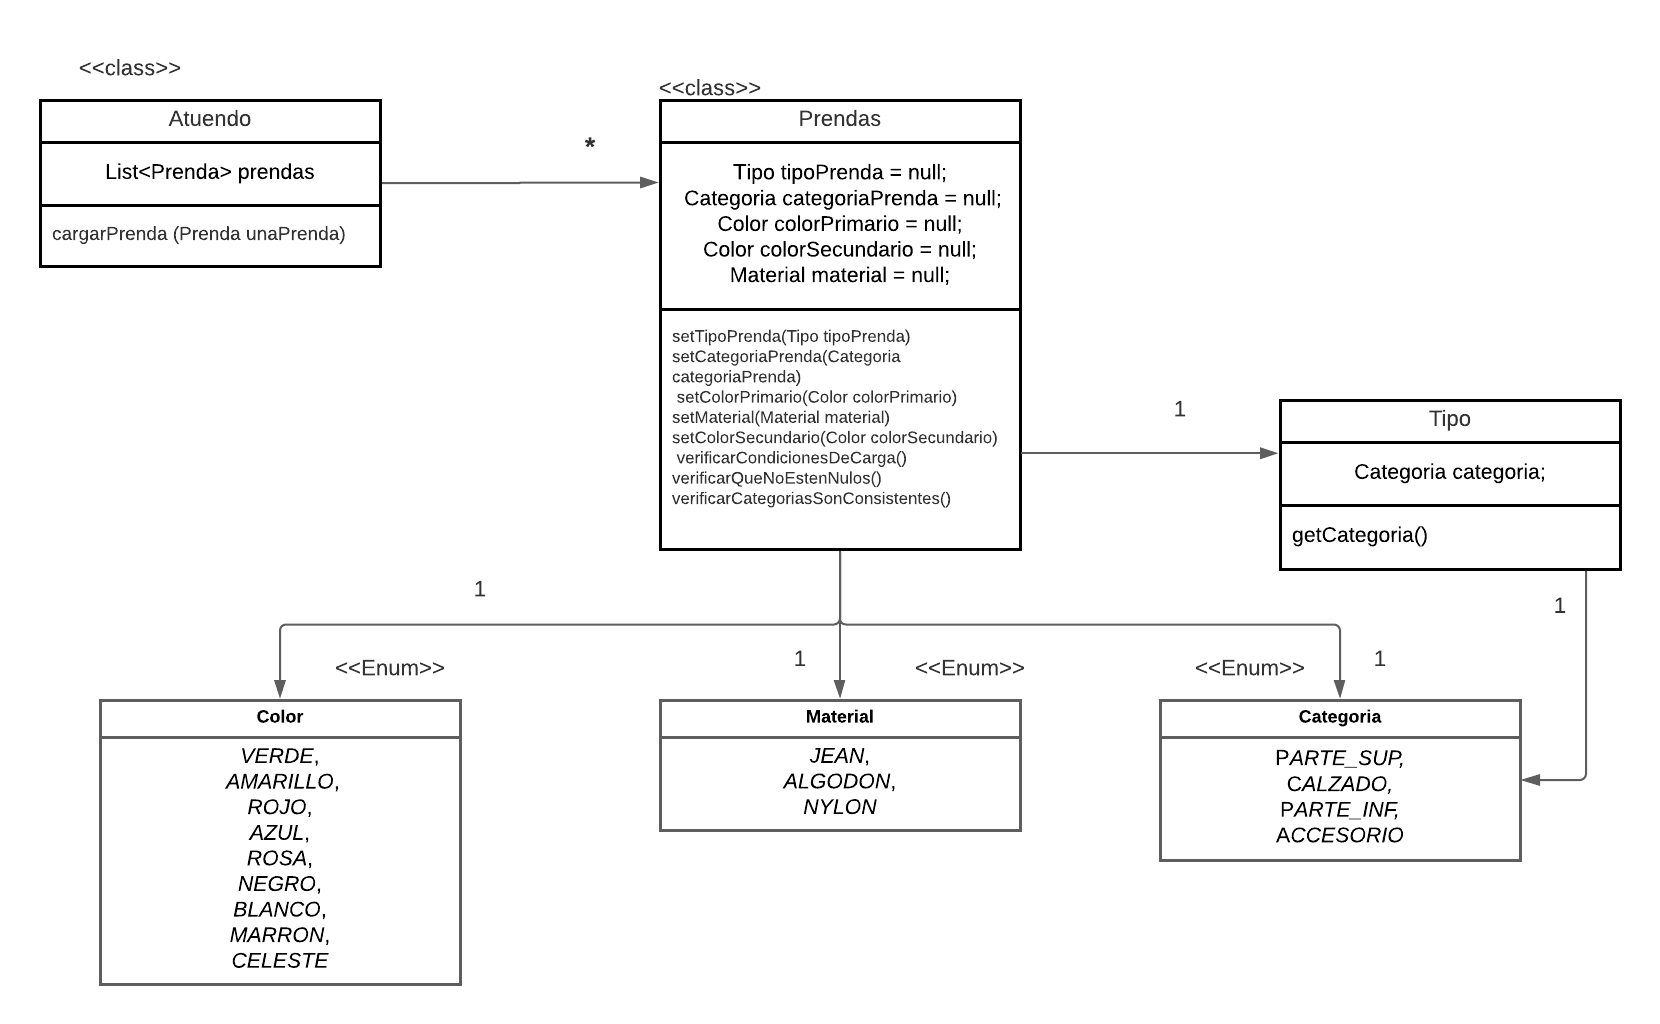 <<class>>
Atuendo
List<Prenda> prendas
cargarPrenda (Prenda unaPrenda)
*
<<class>>
Prendas
Tipo tipoPrenda = null;
Categoria categoriaPrenda = null;
Color colorPrimario = null;
Color colorSecundario = null;
Material material = null;
setTipoPrenda(Tipo tipoPrenda)
setCategoriaPrenda(Categoria
categoriaPrenda)
setColorPrimario(Color colorPrimario)
setMaterial(Material material)
setColorSecundario(Color colorSecundario)
verificarCondicionesDeCarga()
verificarQueNoEstenNulos()
verificarCategoriasSonConsistentes()
1
Tipo
Categoria categoria;
getCategoria()
1
1
<<Enum>>
Color
VERDE,
AMARILLO,
ROJO,
AZUL,
ROSA,
NEGRO,
BLANCO,
MARRON,
CELESTE
1
<<Enum>>
Material
JEAN,
ALGODON,
NYLON
<<Enum>>
1
Categoria
PARTE_SUP,
CALZADO,
PARTE_INF,
ACCESORIO